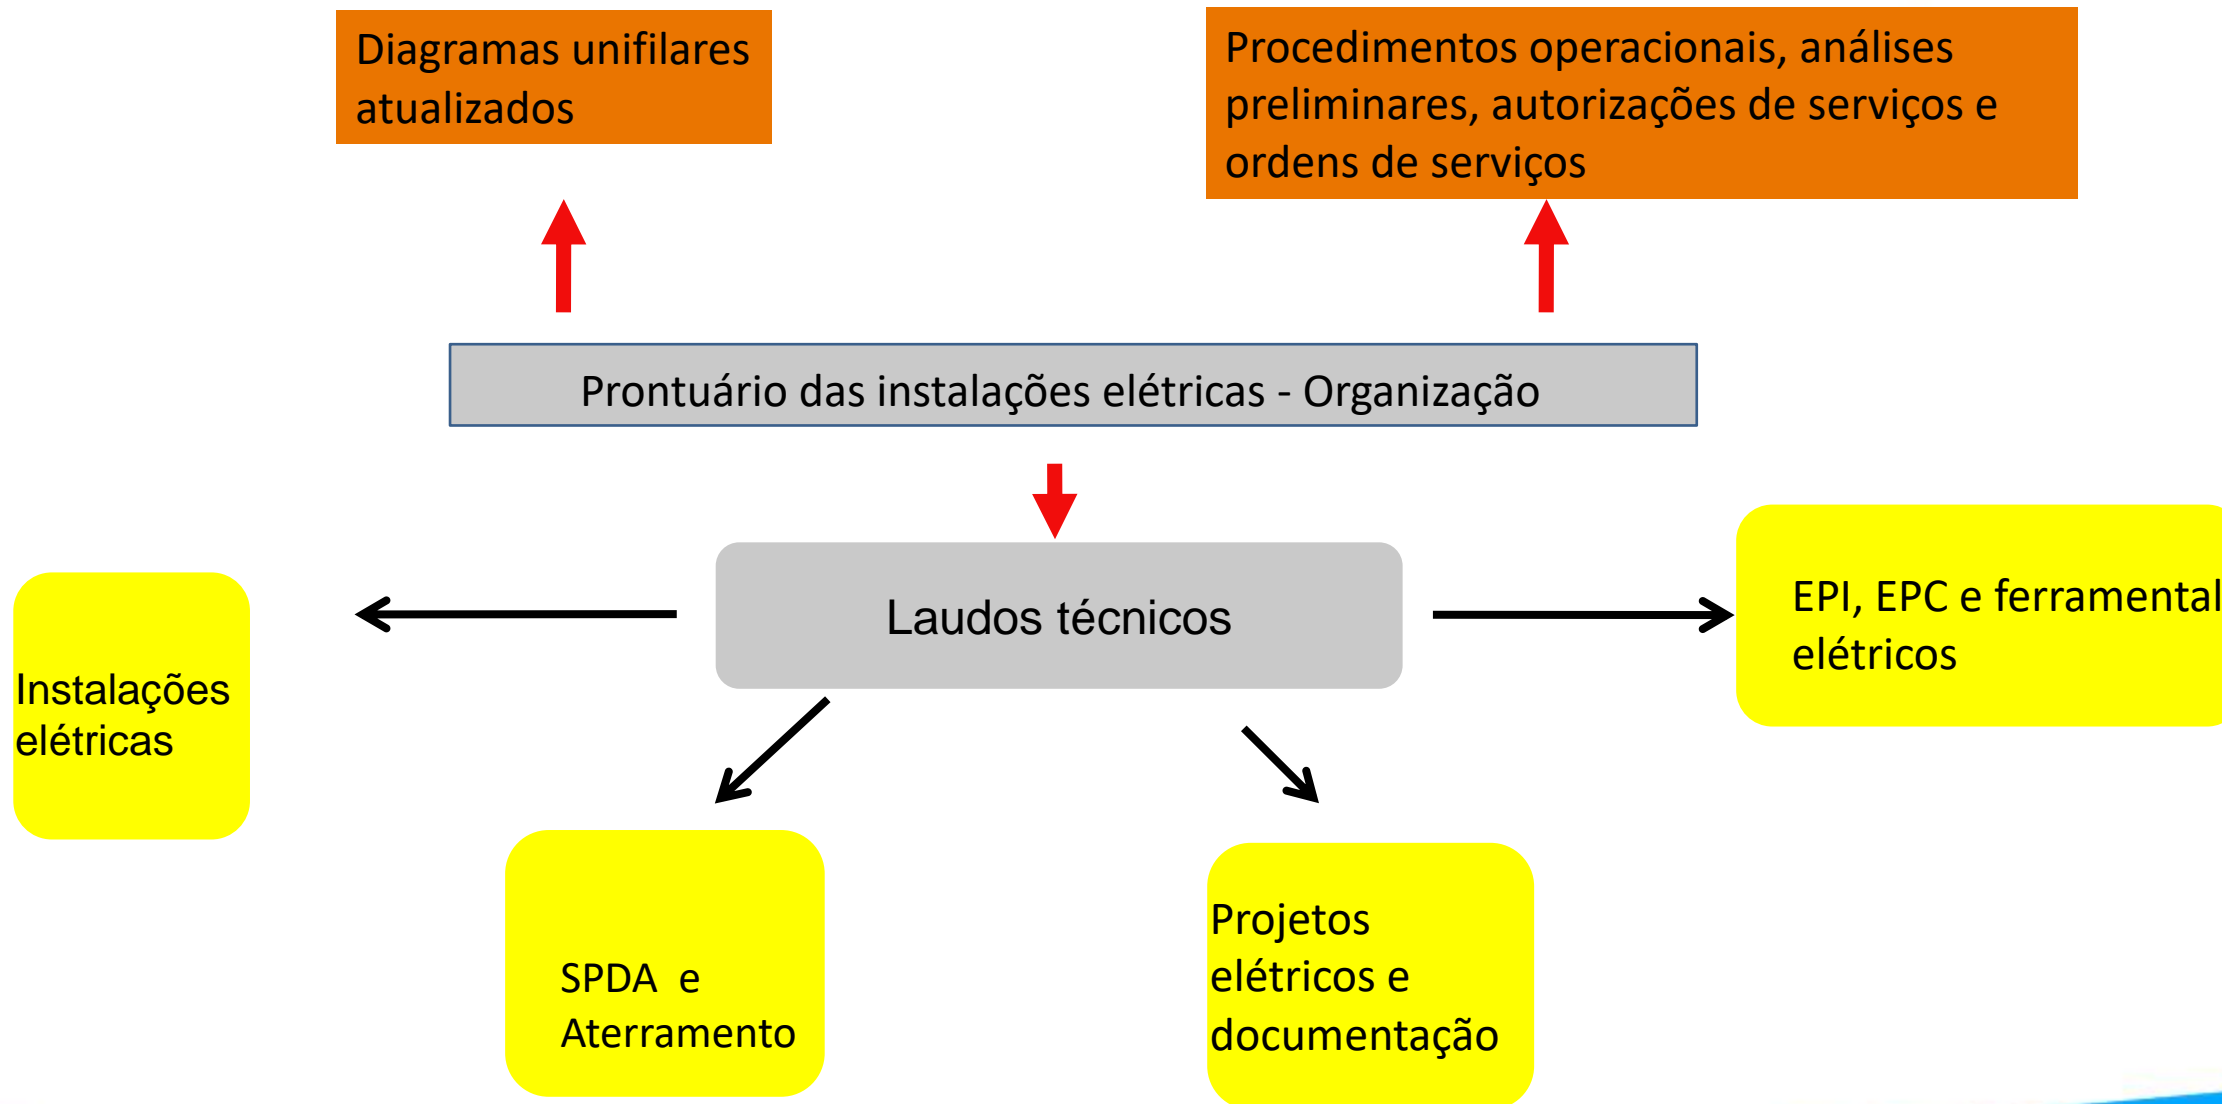 Diagramas unifilares
atualizados
Procedimentos operacionais, análises
preliminares, autorizações de serviços e
ordens de serviços
Prontuário das instalações elétricas - Organização
Laudos técnicos
EPI, EPC e ferramental
elétricos
Instalações
elétricas
SPDA e
Aterramento
Projetos
elétricos e
documentação